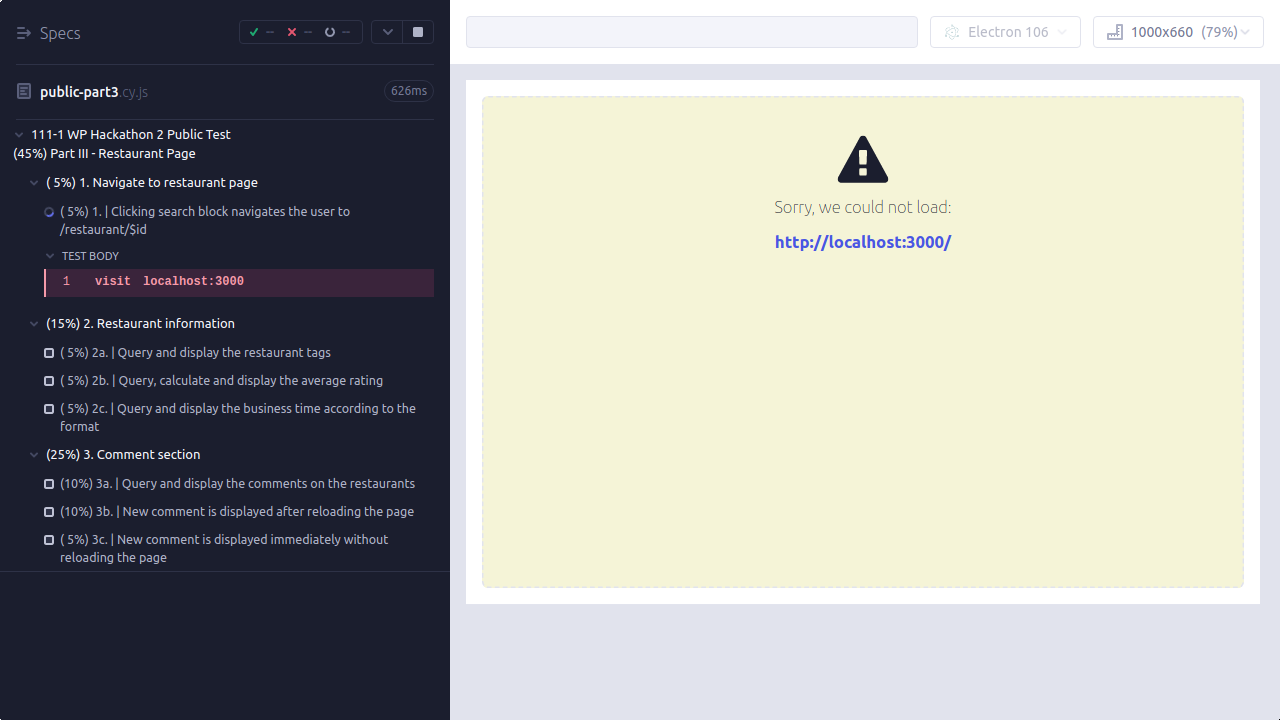 Specs
--
--
--
Electron 106
1000x660 (79%)
public-part3.cy.js
626ms
111-1 WP Hackathon 2 Public Test
(45%) Part III - Restaurant Page
( 5%) 1. Navigate to restaurant page
( 5%) 1. | Clicking search block navigates the user to
/restaurant/$id
TEST BODY
1 visit localhost:3000
(15%) 2. Restaurant information
( 5%) 2a. | Query and display the restaurant tags
( 5%) 2b. | Query, calculate and display the average rating
( 5%) 2c. | Query and display the business time according to the
format
(25%) 3. Comment section
(10%) 3a. | Query and display the comments on the restaurants
(10%) 3b. | New comment is displayed after reloading the page
( 5%) 3c. | New comment is displayed immediately without
reloading the page
Sorry, we could not load:
http://localhost:3000/